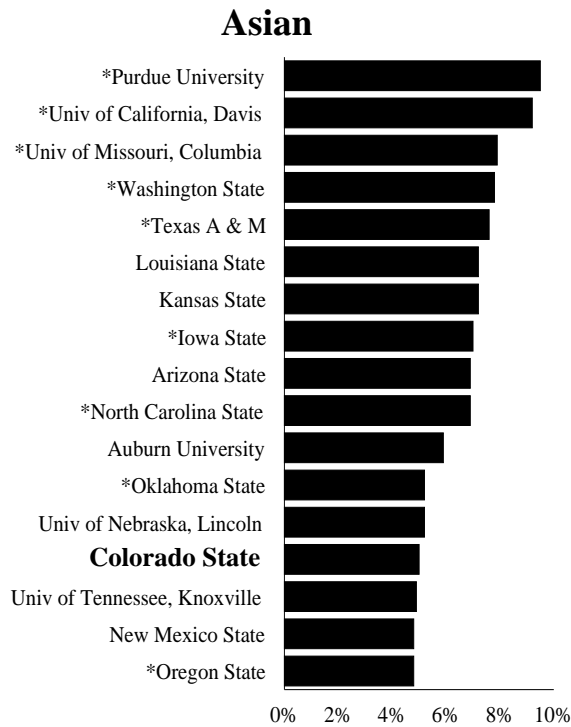 Asian
*Purdue University
*Univ of California, Davis
*Univ of Missouri, Columbia
*Washington State
*Texas A & M
Louisiana State
Kansas State
*Iowa State
Arizona State
*North Carolina State
Auburn University
*Oklahoma State
Univ of Nebraska, Lincoln
Colorado State
Univ of Tennessee, Knoxville
New Mexico State
*Oregon State
0% 2% 4% 6% 8% 10%